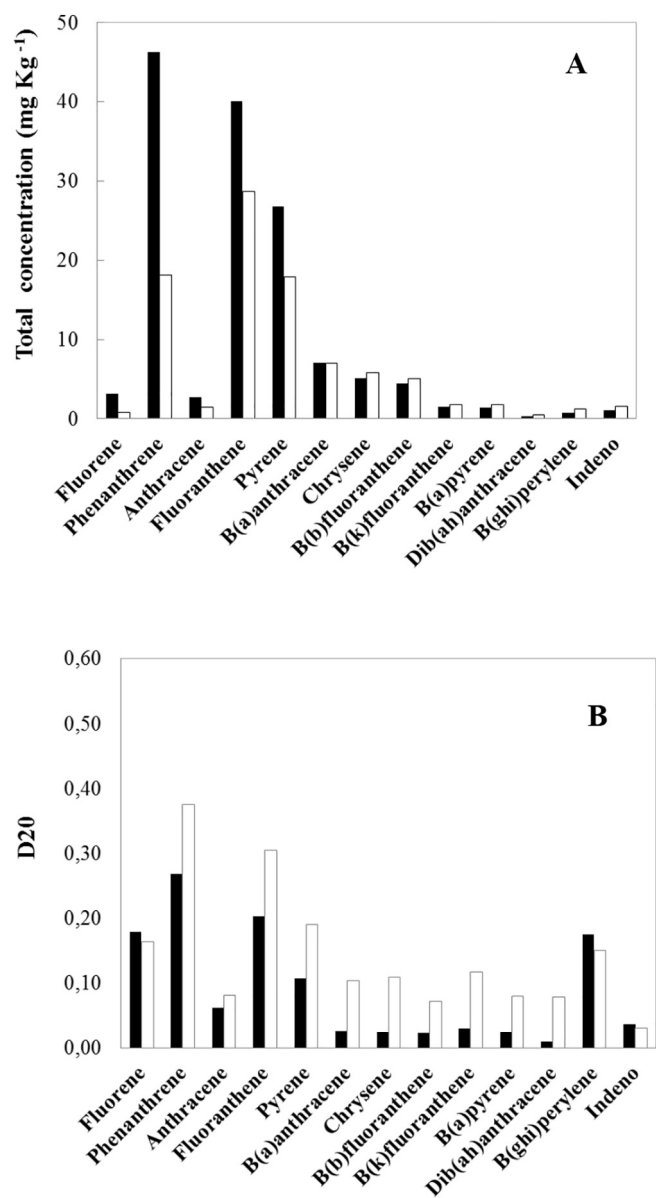 50
40
30
20
10
0
Total concentration (mg Kg -1)
A
Fluorene
Phenanthrene
Anthracene
Fluoranthene
Pyrene
B(a)anthracene
Chrysene
B(b)fluoranthene
B(k)fluoranthene
B(a)pyrene
Dib(ah)anthracene
B(ghi)perylene
Indeno
0,60
0,50
0,40
0,30
0,20
0,10
0,00
D20
B
Fluorene
Phenanthrene
Anthracene
Fluoranthene
Pyrene
B(a)anthracene
Chrysene
B(b)fluoranthene
B(k)fluoranthene
B(a)pyrene
Dib(ah)anthracene
B(ghi)perylene
Indeno